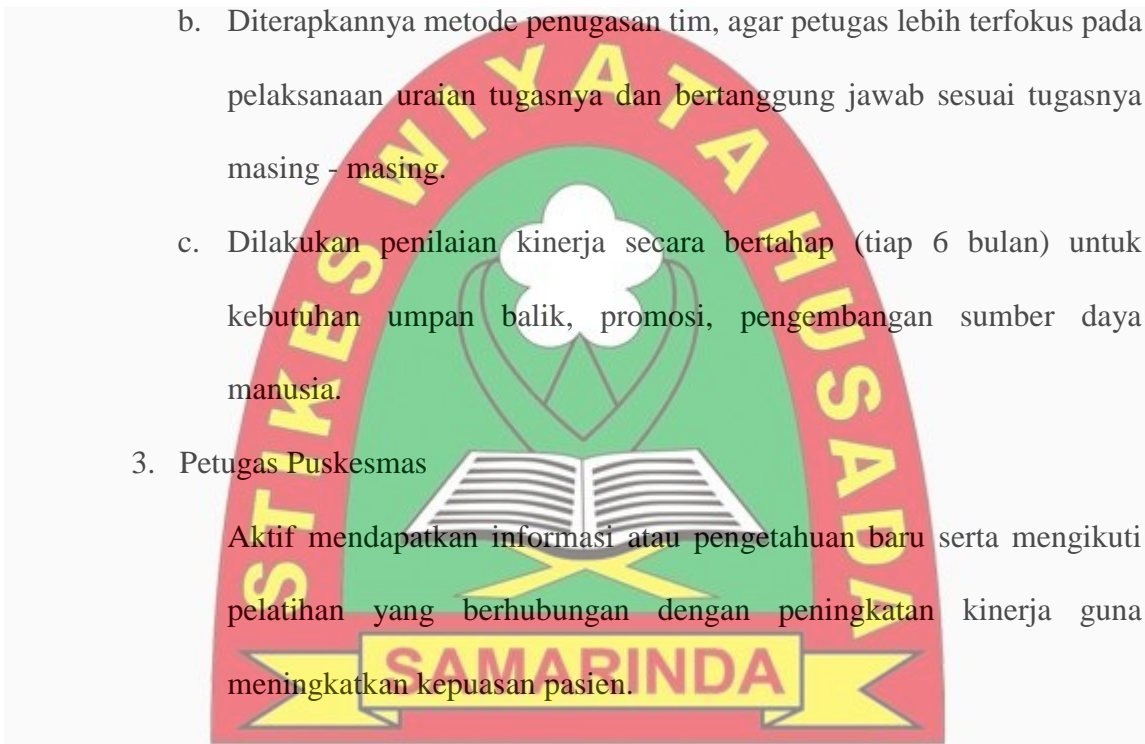 b. Diterapkannya metode penugasan tim, agar petugas lebih terfokus pada
pelaksanaan uraian tugasnya dan bertanggung jawab sesuai tugasnya
masing - masing.
c. Dilakukan penilaian kinerja secara bertahap (tiap 6 bulan) untuk
kebutuhan umpan balik, promosi, pengembangan sumber daya
manusia.
3. Petugas Puskesmas
Aktif mendapatkan informasi atau pengetahuan baru serta mengikuti
pelatihan yang berhubungan dengan peningkatan kinerja guna
meningkatkan kepuasan pasien.
STIKES WIYATA HUSADA
SAMARINDA